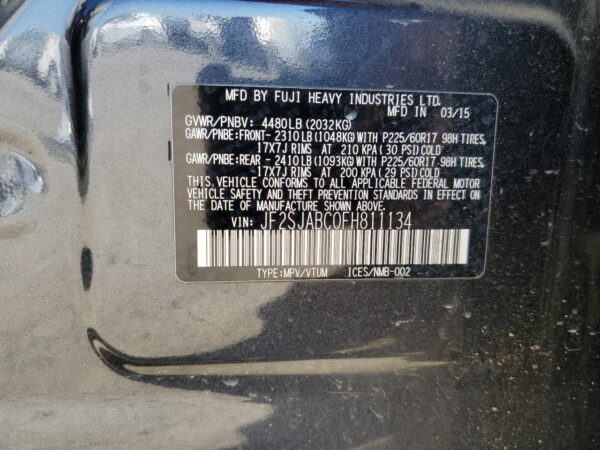 MFD BY FUJI HEAVY INDUSTRIES LTD.
MFD IN 03/15
GVWR/PNBV: 4480LB(2032KG)
GAWR/PNBE:FRONT- 2310LB(1048KG)WITH P225/60R17 98H TIRES,
17X7J RIMS AT 210 KPA(30 PSI)COLD
GAWR/PNBE:REAR - 2410LB(1093KG)WITH P225/60R17 98H TIRES,
17X7J RIMS AT 200 KPA(29 PSI)COLD
THIS VEHICLE CONFORMS TO ALL APPLICABLE FEDERAL MOTOR
VEHICLE SAFETY AND THEFT PREVENTION STANDARDS IN EFFECT ON
THE DATE OF MANUFACTURE SHOWN ABOVE.
VIN: JF2SJABC0FH811134
TYPE:MPV/VTUM ICES/NMB-002